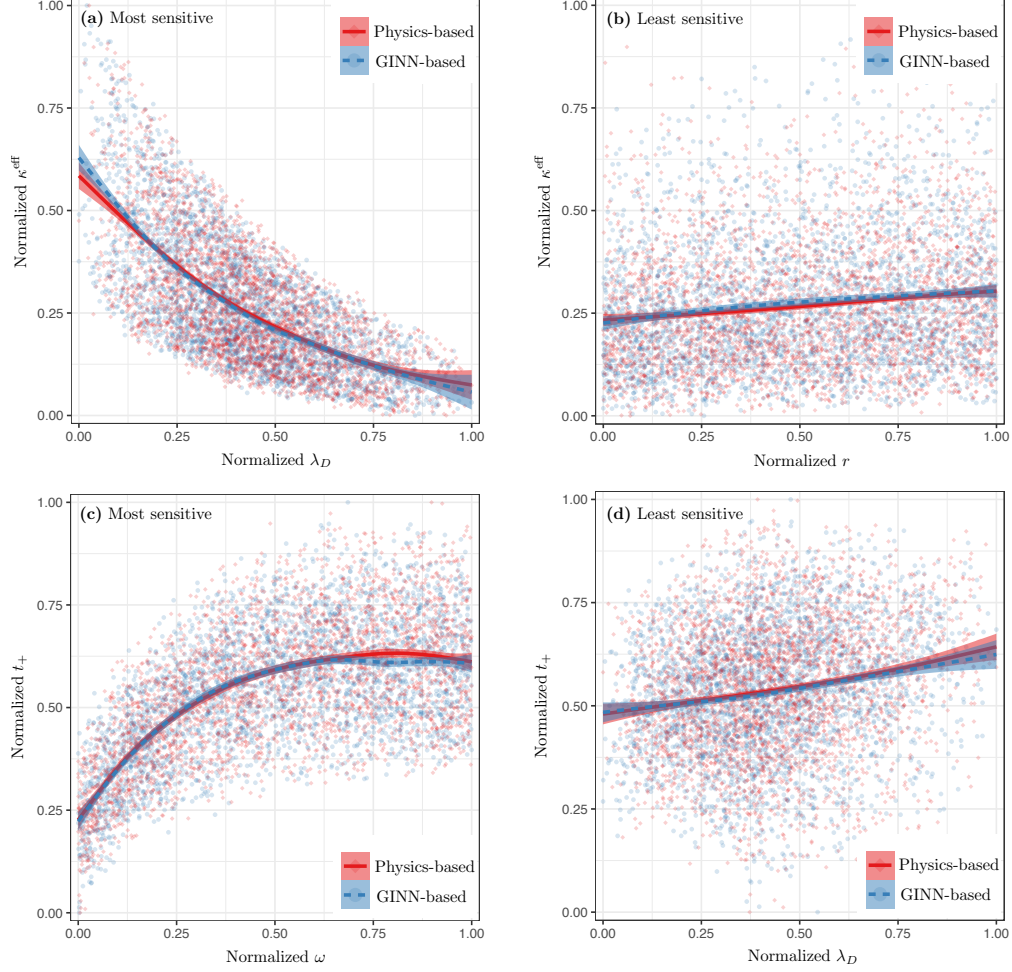 (a) Most sensitive
Physics-based
GINN-based
1.00
0.75
0.50
0.25
0.00
Normalized κ^eff
0.00 0.25 0.50 0.75 1.00
Normalized λ_D
(b) Least sensitive
Physics-based
GINN-based
1.00
0.75
0.50
0.25
0.00
Normalized κ^eff
0.00 0.25 0.50 0.75 1.00
Normalized r
(c) Most sensitive
1.00
0.75
0.50
0.25
0.00
Normalized t_+
Physics-based
GINN-based
0.00 0.25 0.50 0.75 1.00
Normalized ω
(d) Least sensitive
1.00
0.75
0.50
0.25
0.00
Normalized t_+
Physics-based
GINN-based
0.00 0.25 0.50 0.75 1.00
Normalized λ_D